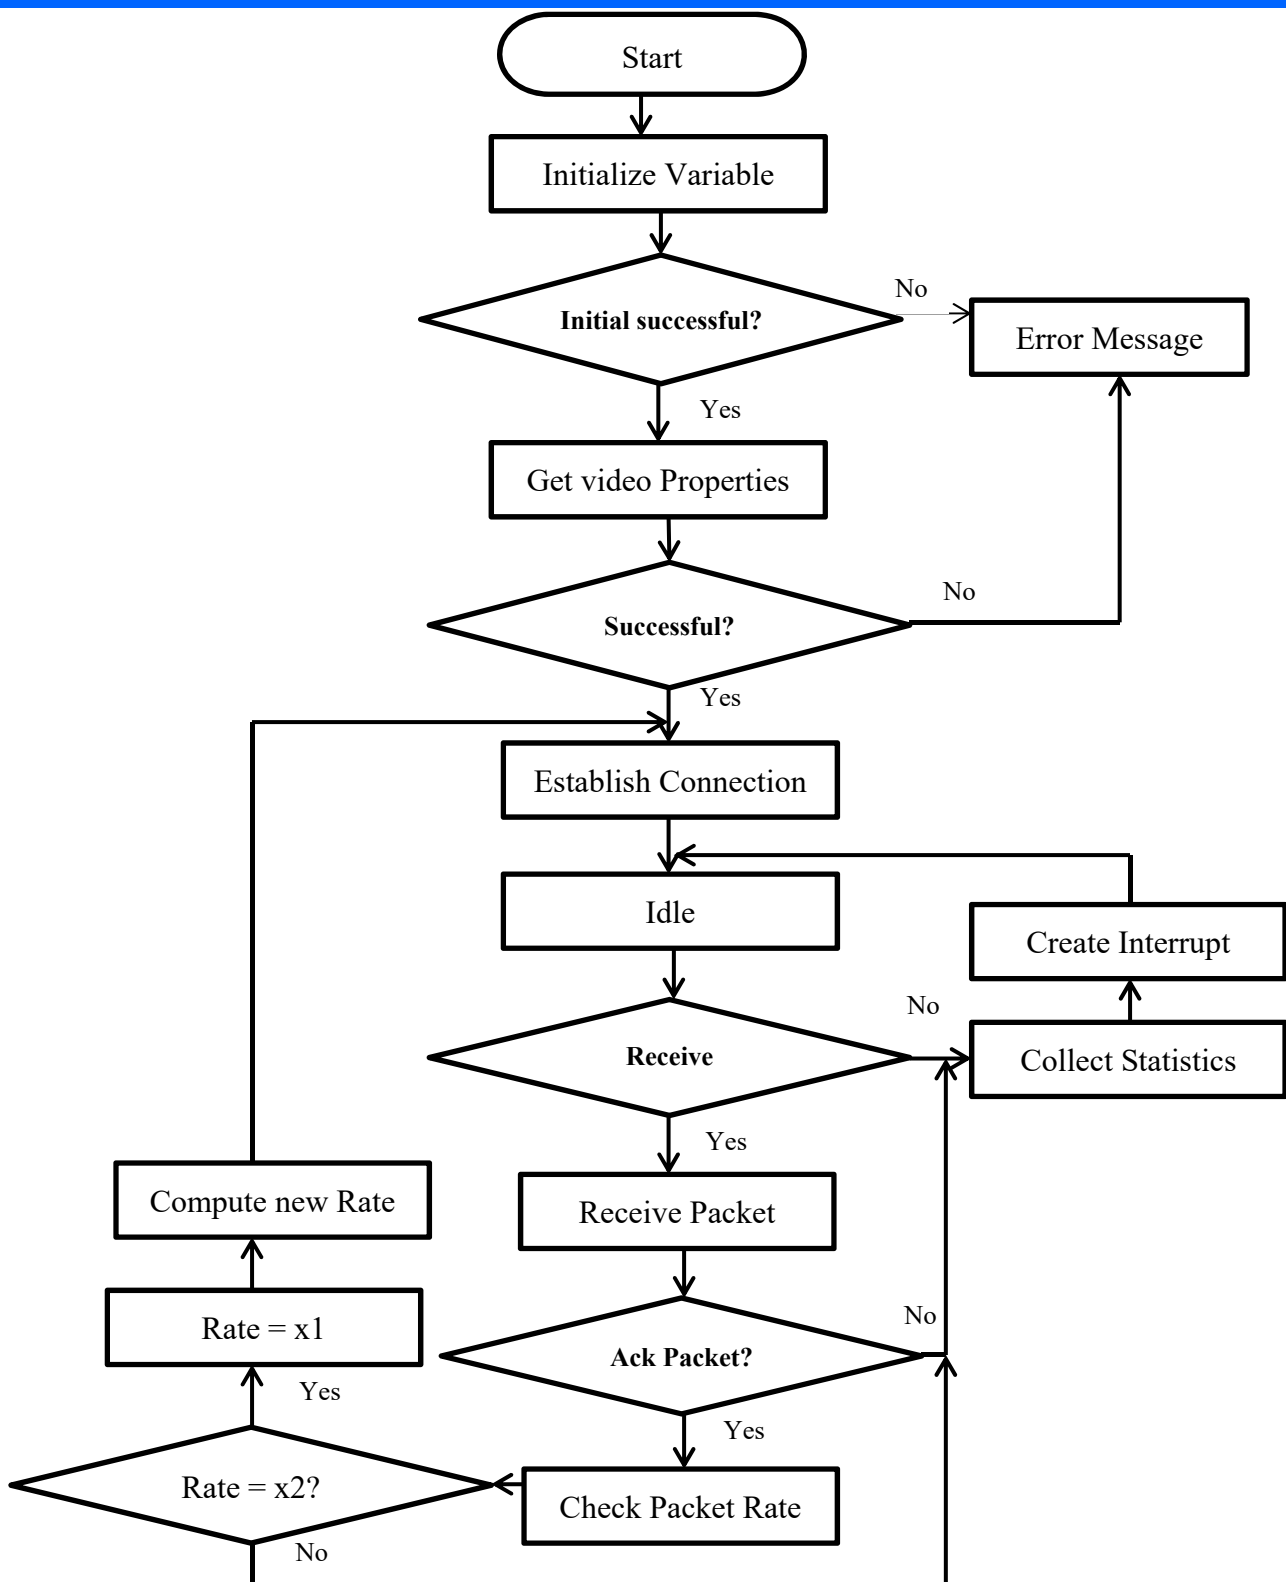 Start
Initialize Variable
No
Initial successful?
Error Message
Yes
Get video Properties
No
Successful?
Yes
Establish Connection
Idle
Create Interrupt
No
Receive
Collect Statistics
Yes
Compute new Rate
Receive Packet
No
Rate = x1
Ack Packet?
Yes
Yes
Rate = x2?
Check Packet Rate
No